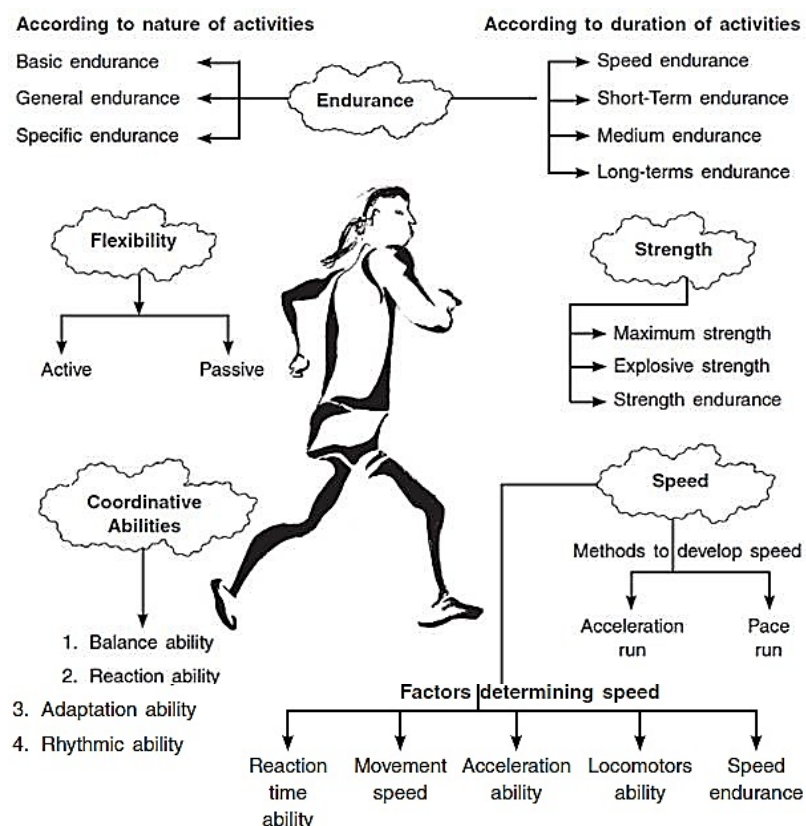 According to nature of activities
Basic endurance
General endurance
Specific endurance
Endurance
According to duration of activities
Speed endurance
Short-Term endurance
Medium endurance
Long-terms endurance
Flexibility
Active
Passive
Strength
Maximum strength
Explosive strength
Strength endurance
Coordinative
Abilities
1. Balance ability
2. Reaction ability
3. Adaptation ability
4. Rhythmic ability
Speed
Methods to develop speed
Acceleration
run
Pace
run
Factors determining speed
Reaction
time
ability
Movement
speed
Acceleration
ability
Locomotors
ability
Speed
endurance